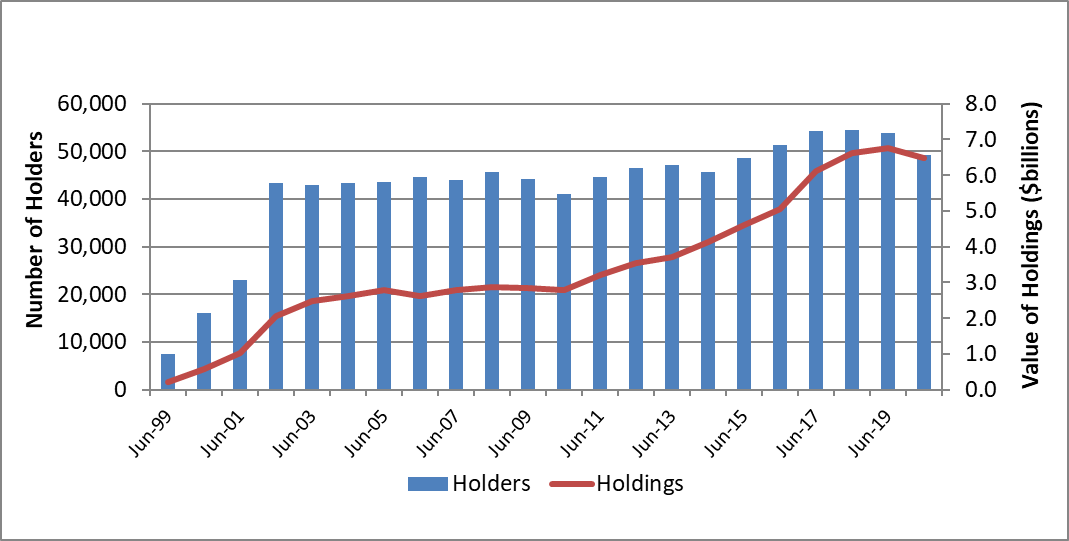 Number of Holders
60,000
50,000
40,000
30,000
20,000
10,000
0
8.0
7.0
6.0
5.0
4.0
3.0
2.0
1.0
0.0
Value of Holdings ($billions)
Jun-99
Jun-01
Jun-03
Jun-05
Jun-07
Jun-09
Jun-11
Jun-13
Jun-15
Jun-17
Jun-19
Holders
Holdings